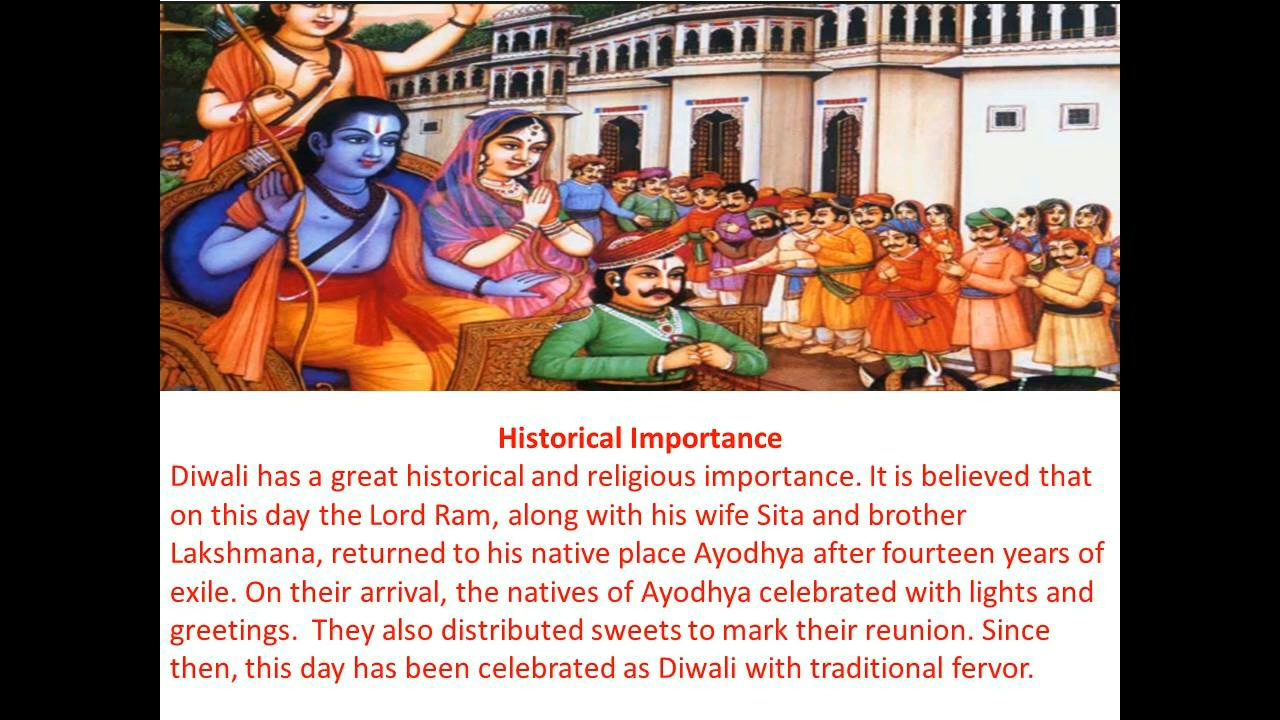 Historical Importance
Diwali has a great historical and religious importance. It is believed that
on this day the Lord Ram, along with his wife Sita and brother
Lakshmana, returned to his native place Ayodhya after fourteen years of
exile. On their arrival, the natives of Ayodhya celebrated with lights and
greetings.  They also distributed sweets to mark their reunion. Since
then, this day has been celebrated as Diwali with traditional fervor.